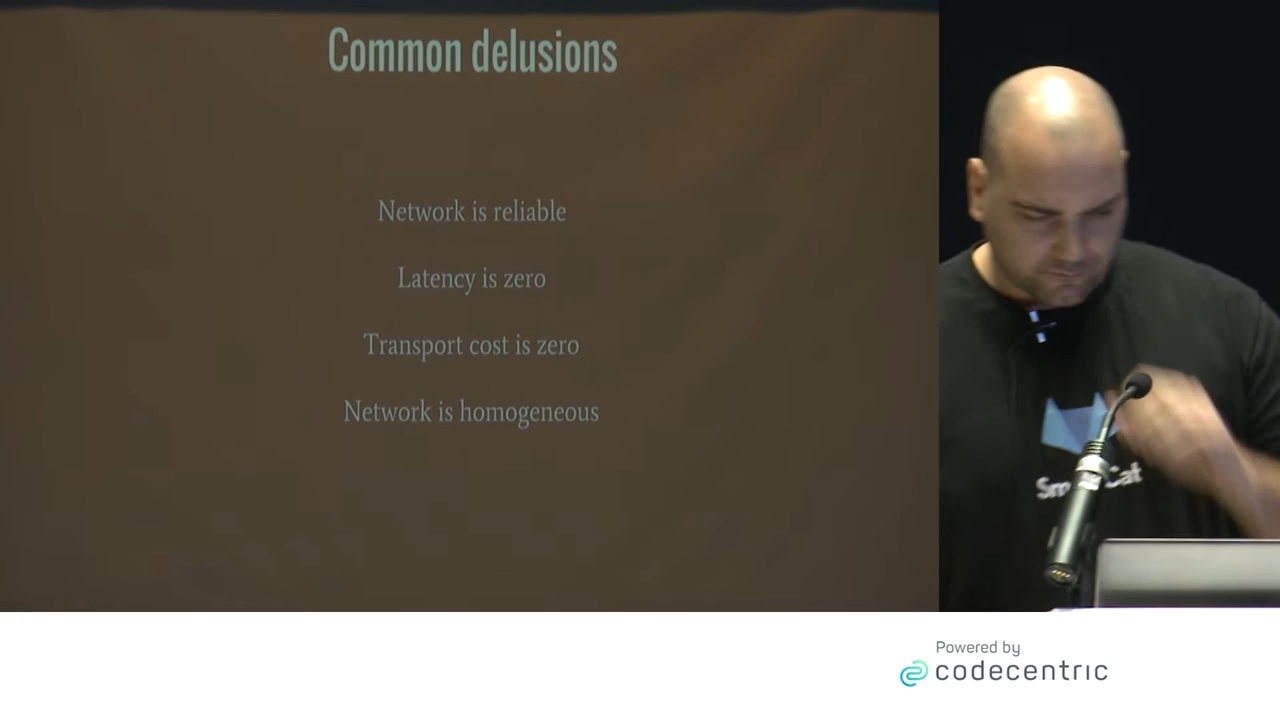 Common delusions
Network is reliable
Latency is zero
Transport cost is zero
Network is homogeneous
Powered by
codecentric